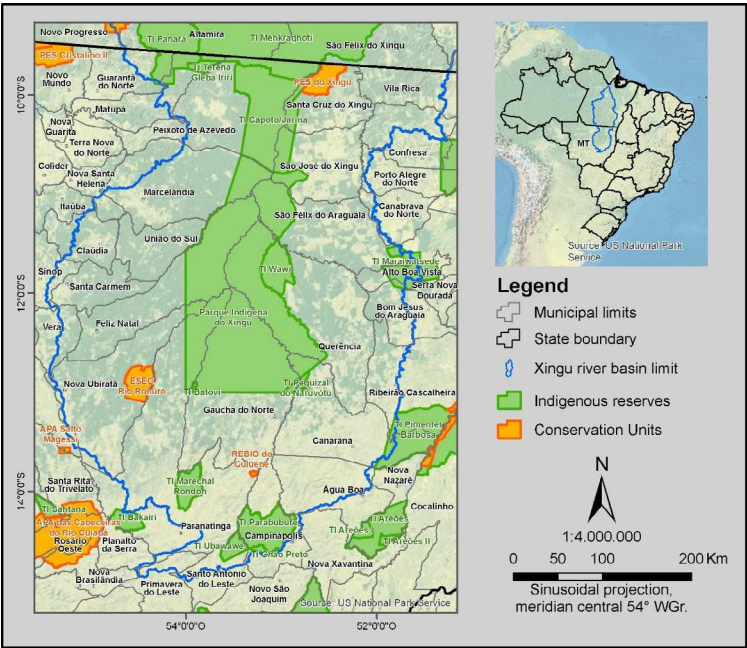 Novo Progresso
TI Panará
Altamira
TI Menkragnoti
São Félix do Xingu
PES Cristalino II
TI Terena
Gleba Iriri
PES do Xingu
Vila Rica
Novo
Mundo
Guarantã
do Norte
Santa Cruz do Xingu
10°0'0"S
Matupá
Nova
Guarita
Peixoto de Azevedo
TI Capoto/Jarina
Terra Nova
do Norte
Confresa
Colider
Nova Santa
Helena
São José do Xingu
Porto Alegre
do Norte
Marcelândia
Canabrava
do Norte
Itaúba
São Félix do Araguaia
União do Sul
Claúdia
TI Maraiwatsede
Alto Boa Vista
Sinop
TI Wawi
Santa Carmem
Serra Nova
Dourada
12°0'0"S
Bom Jesus
do Araguaia
Parque Indígena
do Xingu
Vera
Feliz Natal
Querência
Nova Ubiratã
ESEC
Rio Ronuro
TI Batovi
TI Pequizal
do Naruvôtu
Ribeirão Cascalheira
Gaúcha do Norte
APA Salto
Magessi
Canarana
TI Pimentel
Barbosa
REBIO do
Culuene
Santa Rita
do Trivelato
TI Marechal
Rondon
Nova
Nazaré
14°0'0"S
Água Boa
Cocalinho
TI Santana
TI Bakairi
TI Parabubure
TI Areões
APA das Cabeceiras
do Rio Cuiabá
Paranatinga
Campinápolis
TI Areões I
Rosário
Oeste
Planalto
da Serra
TI Ubawawe
TI Chão Preto
TI Areões II
Nova
Brasilândia
Santo Antonio
do Leste
Nova Xavantina
Primavera
do Leste
Novo São
Joaquim
Source: US National Park Service
54°0'0"O
52°0'0"O
MT
Source: US National Park
Service
Legend
Municipal limits
State boundary
Xingu river basin limit
Indigenous reserves
Conservation Units
N
1:4.000.000
0 50 100 200 Km
Sinusoidal projection,
meridian central 54° WGr.